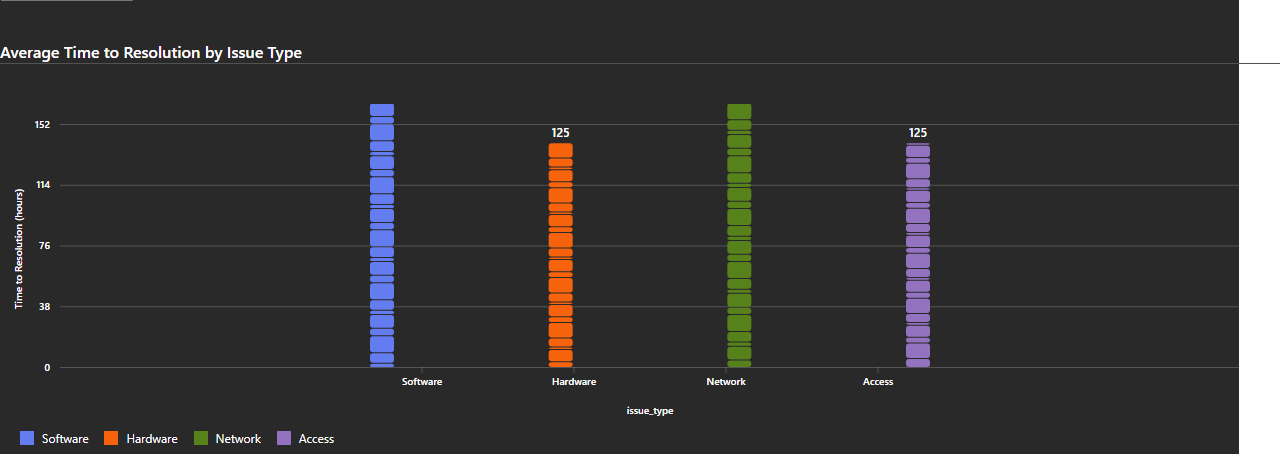 Average Time to Resolution by Issue Type
152
125
125
114
Time to Resolution (hours)
76
38
0
Software Hardware Network Access
issue_type
Software Hardware Network Access